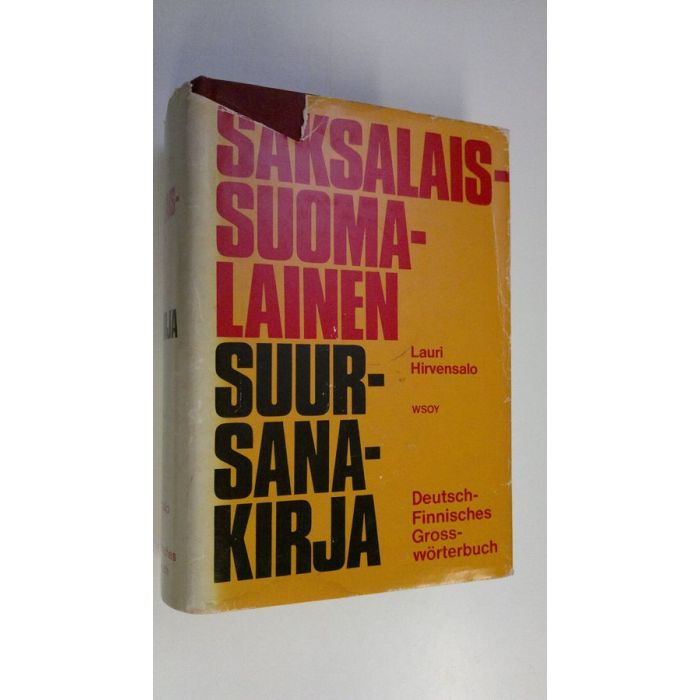 SAKSALAIS-
SUOMA-
LAINEN
SUUR-
SANA-
KIRJA
Lauri
Hirvensalo
WSOY
Deutsch-
Finnisches
Gross-
wörterbuch